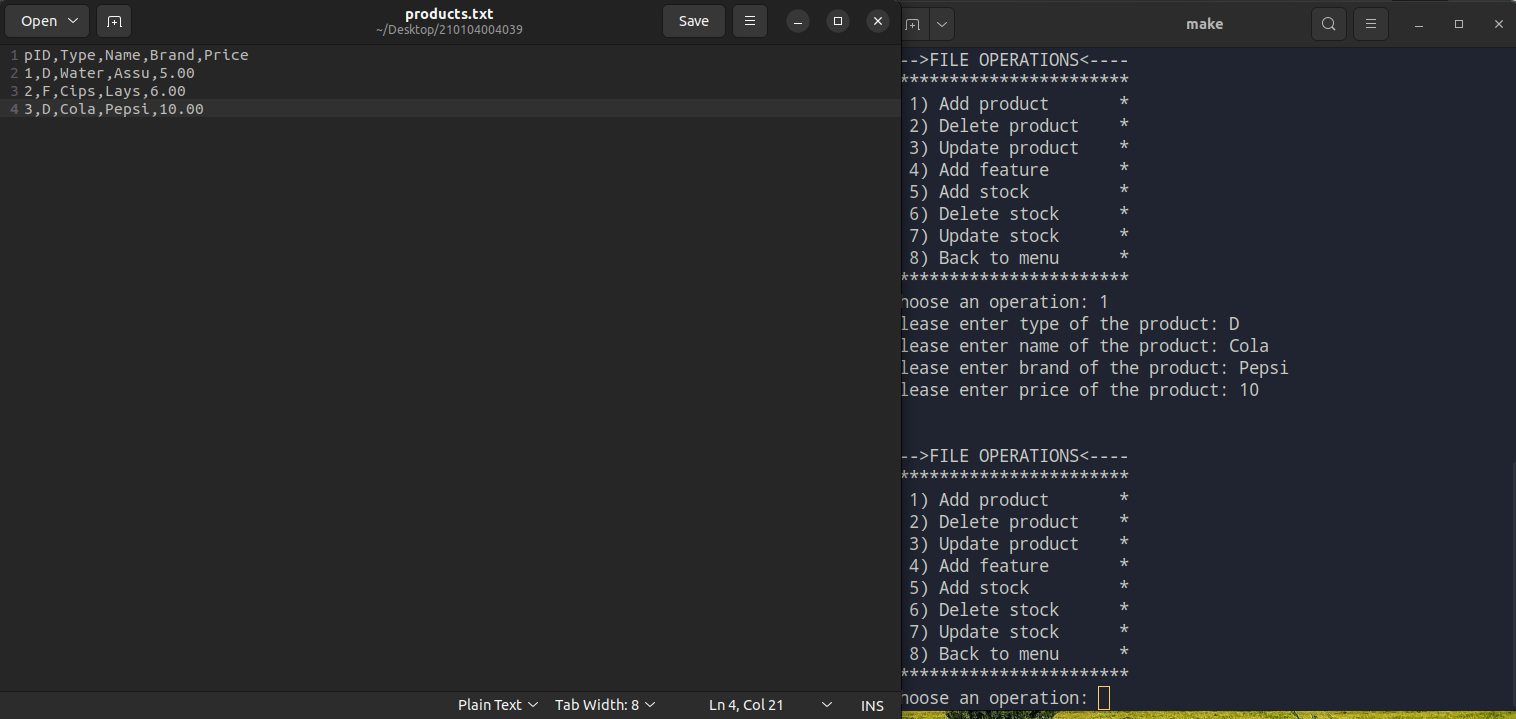 Open
products.txt
~/Desktop/210104004039
Save
1 pID,Type,Name,Brand,Price
2 1,D,Water,Assu,5.00
3 2,F,Cips,Lays,6.00
4 3,D,Cola,Pepsi,10.00
Plain Text Tab Width: 8 Ln 4, Col 21 INS
make
-->FILE OPERATIONS<----
***********************
1) Add product *
2) Delete product *
3) Update product *
4) Add feature *
5) Add stock *
6) Delete stock *
7) Update stock *
8) Back to menu *
***********************
hoose an operation: 1
lease enter type of the product: D
lease enter name of the product: Cola
lease enter brand of the product: Pepsi
lease enter price of the product: 10
-->FILE OPERATIONS<----
***********************
1) Add product *
2) Delete product *
3) Update product *
4) Add feature *
5) Add stock *
6) Delete stock *
7) Update stock *
8) Back to menu *
***********************
hoose an operation: